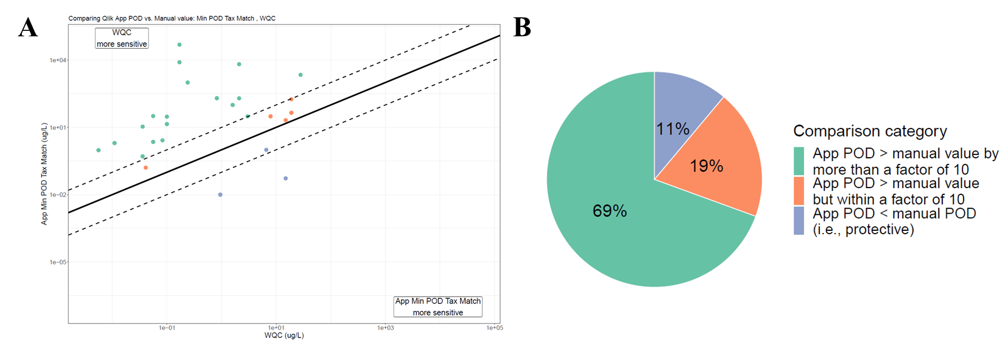 A
Comparing Qlik App POD vs. Manual value: Min POD Tax Match , WQC
WQC
more sensitive
1e+04
1e+01
1e−02
1e−05
App Min POD Tax Match (ug/L)
App Min POD Tax Match
more sensitive
1e−01
1e+01
1e+03
1e+05
WQC (ug/L)
B
11%
19%
69%
Comparison category
App POD > manual value by
more than a factor of 10
App POD > manual value
but within a factor of 10
App POD < manual POD
(i.e., protective)